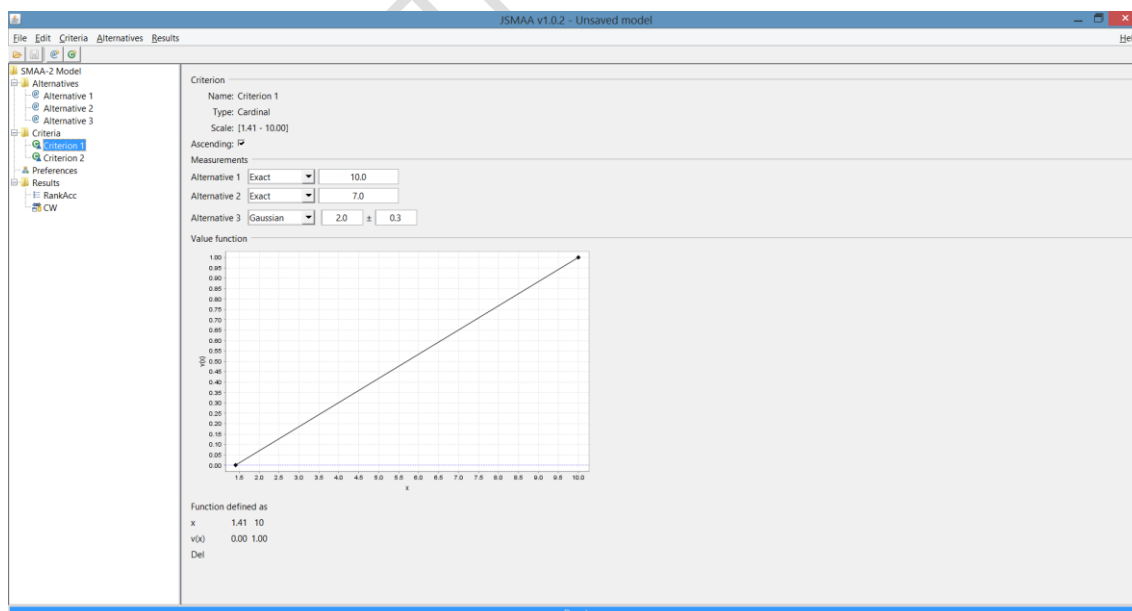 JSMAA v1.0.2 - Unsaved model
File Edit Criteria Alternatives Results
SMAA-2 Model
Alternatives
Alternative 1
Alternative 2
Alternative 3
Criteria
Criterion 1
Criterion 2
Preferences
Results
RankAcc
CW
Criterion
Name: Criterion 1
Type: Cardinal
Scale: [1.41 - 10.00]
Ascending:
Measurements
Alternative 1 Exact 10.0
Alternative 2 Exact 7.0
Alternative 3 Gaussian 2.0 ± 0.3
Value function
1.00
0.95
0.90
0.85
0.80
0.75
0.70
0.65
0.60
0.55
0.50
0.45
0.40
0.35
0.30
0.25
0.20
0.15
0.10
0.05
0.00
v(x)
1.5 2.0 2.5 3.0 3.5 4.0 4.5 5.0 5.5 6.0 6.5 7.0 7.5 8.0 8.5 9.0 9.5 10.0
x
Function defined as
x 1.41 10
v(x) 0.00 1.00
Del